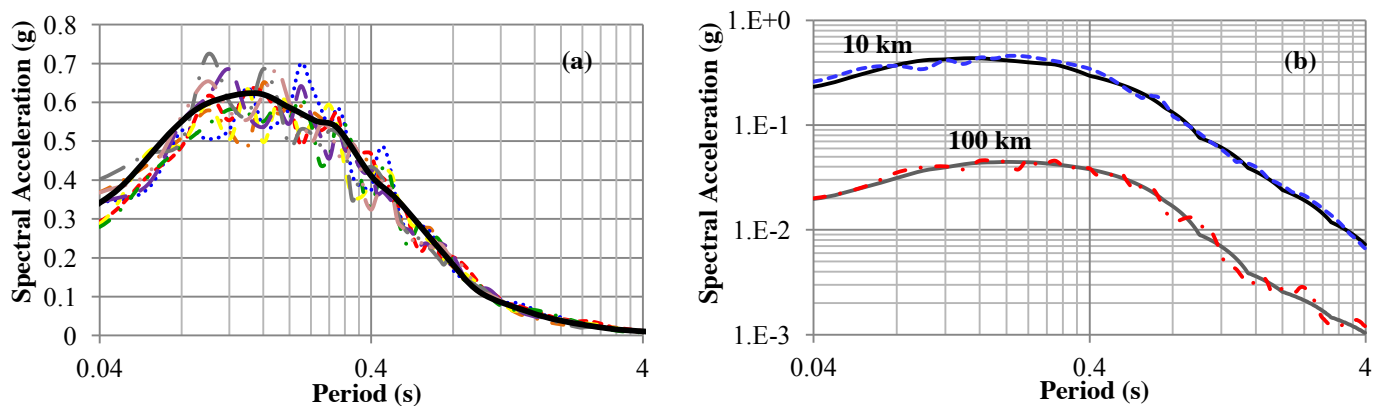 Spectral Acceleration (g)
0.8
0.7
0.6
0.5
0.4
0.3
0.2
0.1
0
0.04
0.4
4
Period (s)
(a)
Spectral Acceleration (g)
1.E+0
1.E-1
1.E-2
1.E-3
0.04
0.4
4
Period (s)
10 km
100 km
(b)